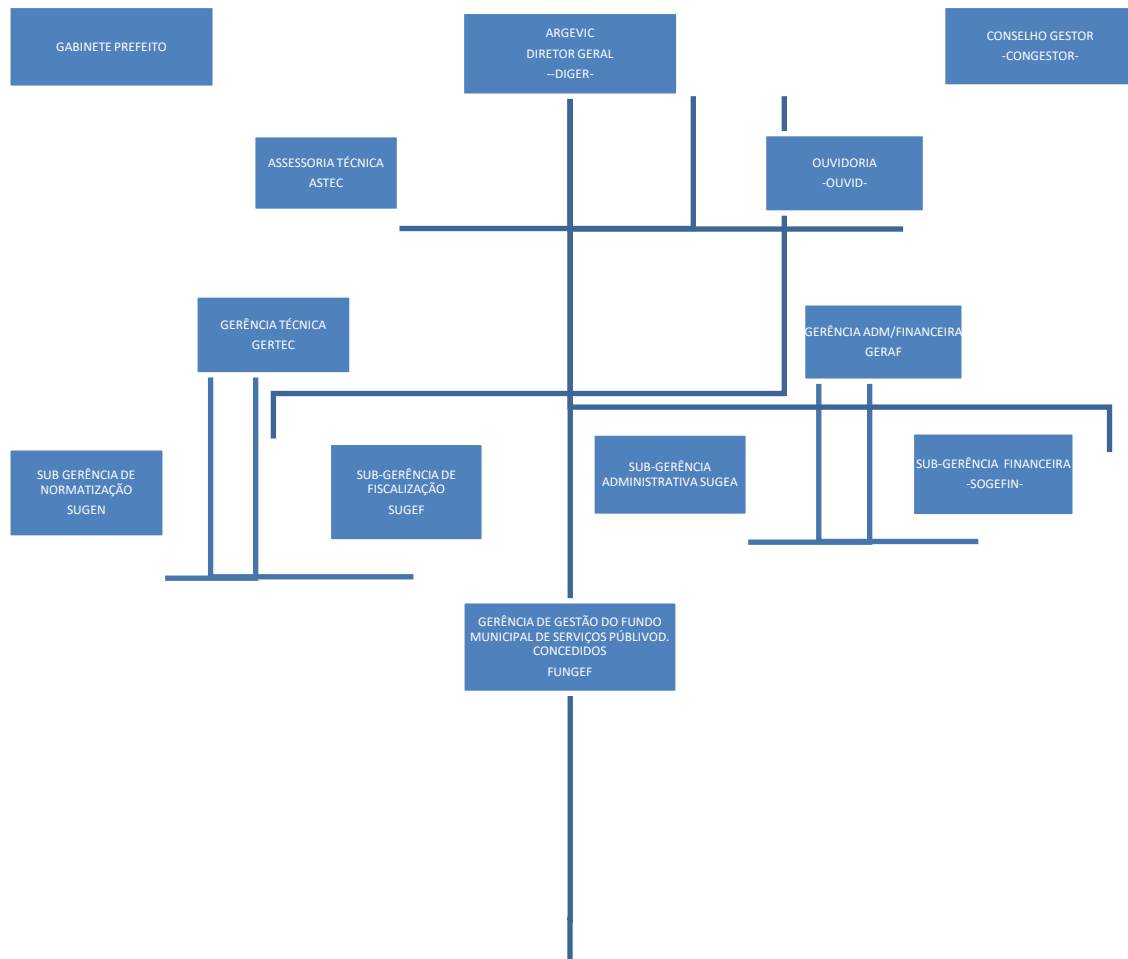 GABINETE PREFEITO
ARGEVIC
DIRETOR GERAL
--DIGER-
CONSELHO GESTOR
-CONGESTOR-
ASSESSORIA TÉCNICA
ASTEC
OUVIDORIA
-OUVID-
GERÊNCIA TÉCNICA
GERTEC
GERÊNCIA ADM/FINANCEIRA
GERAF
SUB GERÊNCIA DE
NORMATIZAÇÃO
SUGEN
SUB-GERÊNCIA DE
FISCALIZAÇÃO
SUGEF
SUB-GERÊNCIA
ADMINISTRATIVA SUGEA
SUB-GERÊNCIA  FINANCEIRA
-SOGEFIN-
GERÊNCIA DE GESTÃO DO FUNDO
MUNICIPAL DE SERVIÇOS PÚBLIVOD.
CONCEDIDOS
FUNGEF